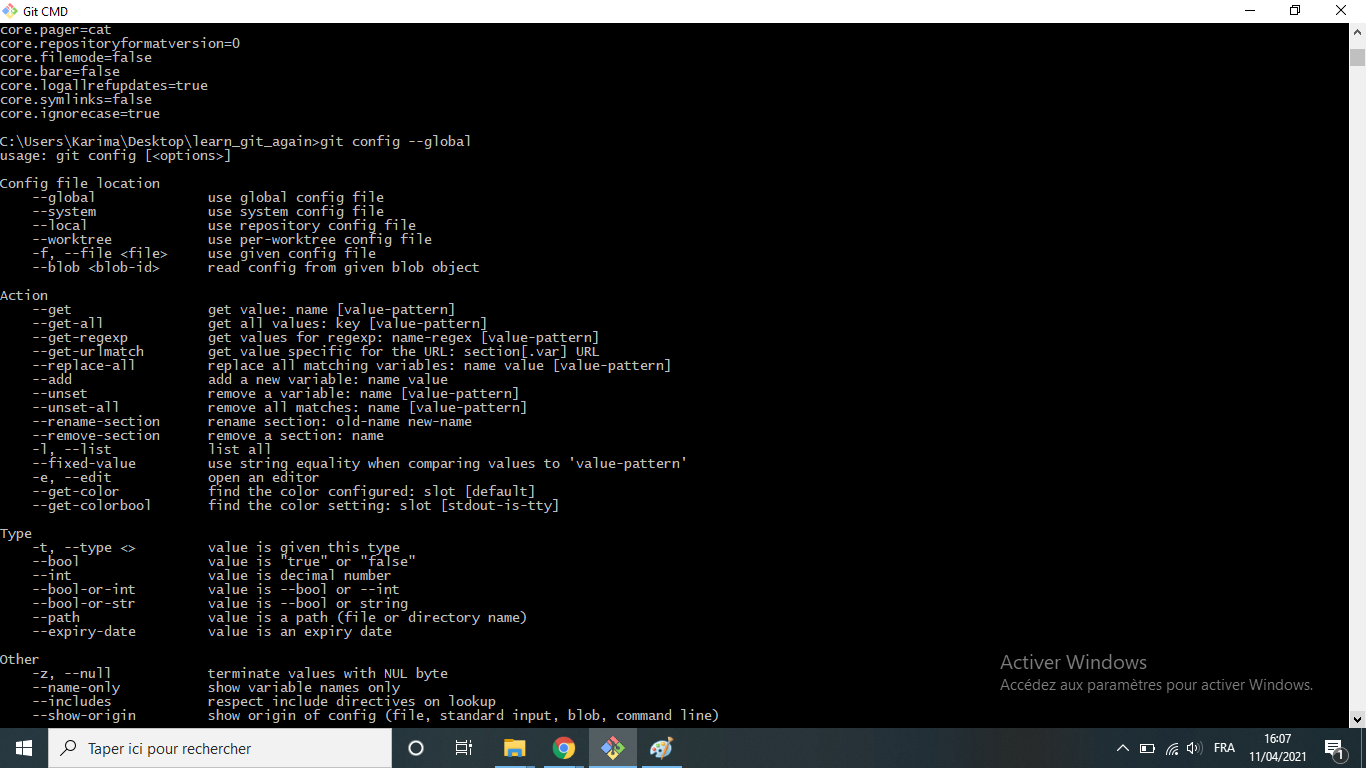 Git CMD
core.pager=cat
core.repositoryformatversion=0
core.filemode=false
core.bare=false
core.logallrefupdates=true
core.symlinks=false
core.ignorecase=true
C:\Users\Karima\Desktop\learn_git_again>git config --global
usage: git config [<options>]
Config file location
--global use global config file
--system use system config file
--local use repository config file
--worktree use per-worktree config file
-f, --file <file> use given config file
--blob <blob-id> read config from given blob object
Action
--get get value: name [value-pattern]
--get-all get all values: key [value-pattern]
--get-regexp get values for regexp: name-regex [value-pattern]
--get-urlmatch get value specific for the URL: section[.var] URL
--replace-all replace all matching variables: name value [value-pattern]
--add add a new variable: name value
--unset remove a variable: name [value-pattern]
--unset-all remove all matches: name [value-pattern]
--rename-section rename section: old-name new-name
--remove-section remove a section: name
-l, --list list all
--fixed-value use string equality when comparing values to 'value-pattern'
-e, --edit open an editor
--get-color find the color configured: slot [default]
--get-colorbool find the color setting: slot [stdout-is-tty]
Type
-t, --type <> value is given this type
--bool value is "true" or "false"
--int value is decimal number
--bool-or-int value is --bool or --int
--bool-or-str value is --bool or string
--path value is a path (file or directory name)
--expiry-date value is an expiry date
Other
-z, --null terminate values with NUL byte
--name-only show variable names only
--includes respect include directives on lookup
--show-origin show origin of config (file, standard input, blob, command line)
Activer Windows
Accédez aux paramètres pour activer Windows.
Taper ici pour rechercher
FRA
16:07
11/04/2021
1